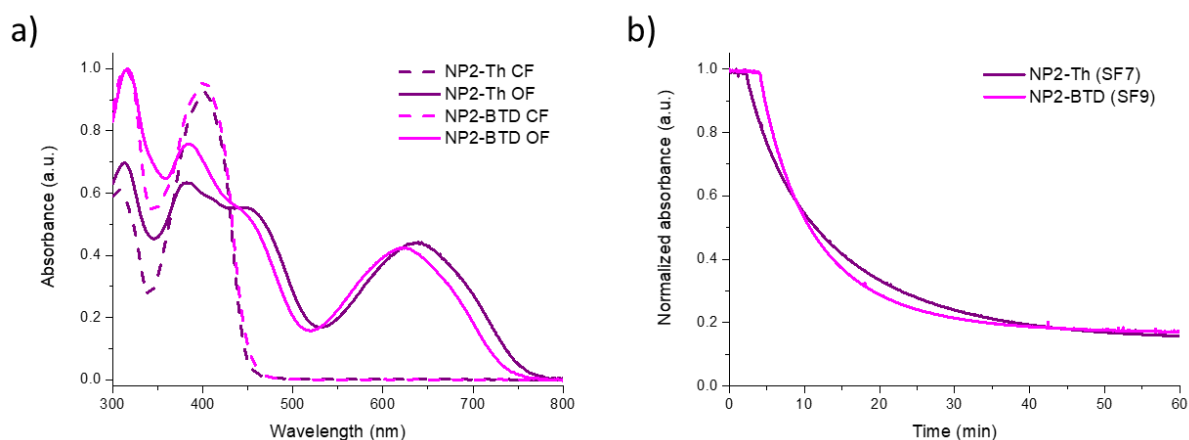 a)
NP2-Th CF
NP2-Th OF
NP2-BTD CF
NP2-BTD OF
1.0
0.8
0.6
0.4
0.2
0.0
Absorbance (a.u.)
300 400 500 600 700 800
Wavelength (nm)
b)
NP2-Th (SF7)
NP2-BTD (SF9)
1.0
0.8
0.6
0.4
0.2
0.0
Normalized absorbance (a.u.)
0 10 20 30 40 50 60
Time (min)